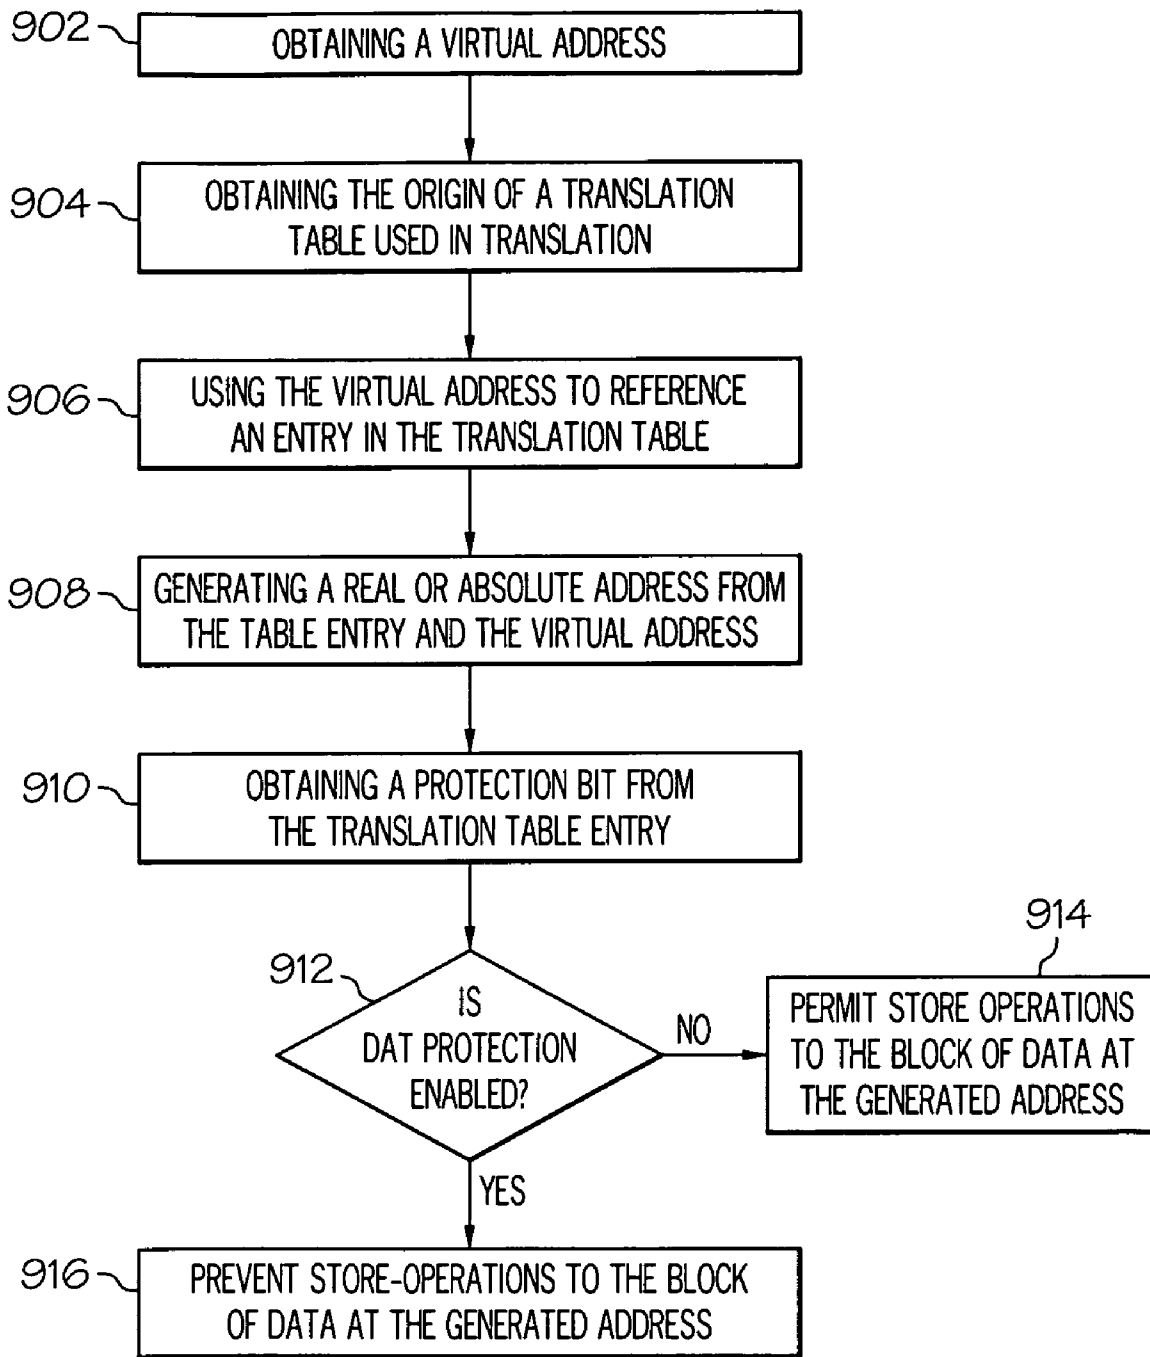 902
OBTAINING A VIRTUAL ADDRESS
904
OBTAINING THE ORIGIN OF A TRANSLATION
TABLE USED IN TRANSLATION
906
USING THE VIRTUAL ADDRESS TO REFERENCE
AN ENTRY IN THE TRANSLATION TABLE
908
GENERATING A REAL OR ABSOLUTE ADDRESS FROM
THE TABLE ENTRY AND THE VIRTUAL ADDRESS
910
OBTAINING A PROTECTION BIT FROM
THE TRANSLATION TABLE ENTRY
912
IS
DAT PROTECTION
ENABLED?
NO
914
PERMIT STORE OPERATIONS
TO THE BLOCK OF DATA AT
THE GENERATED ADDRESS
YES
916
PREVENT STORE-OPERATIONS TO THE BLOCK
OF DATA AT THE GENERATED ADDRESS